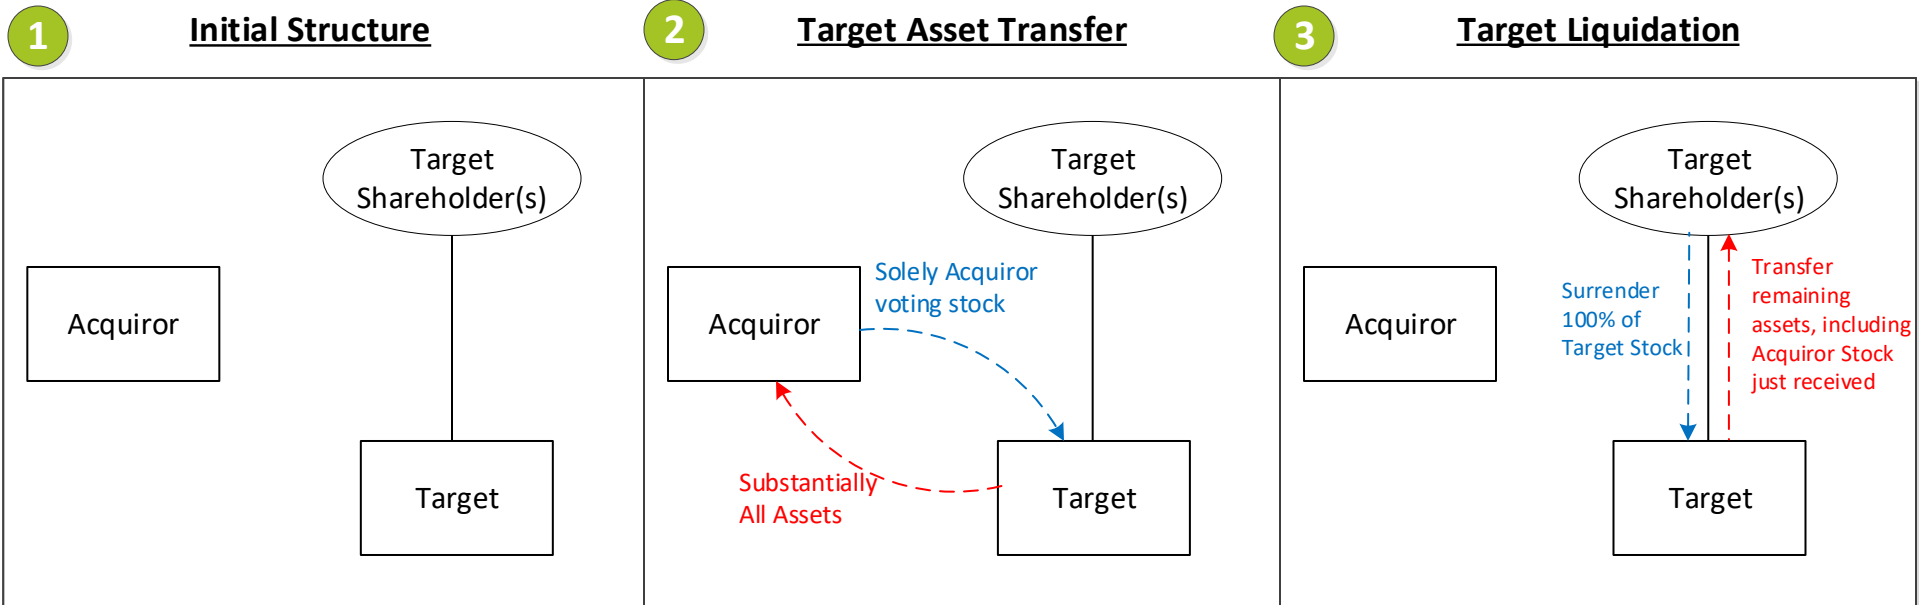 1
Initial Structure
2
Target Asset Transfer
3
Target Liquidation
Target
Shareholder(s)
Acquiror
Target
Target
Shareholder(s)
Solely Acquiror
voting stock
Acquiror
Substantially
All Assets
Target
Target
Shareholder(s)
Acquiror
Surrender
100% of
Target Stock
Transfer
remaining
assets, including
Acquiror Stock
just received
Target